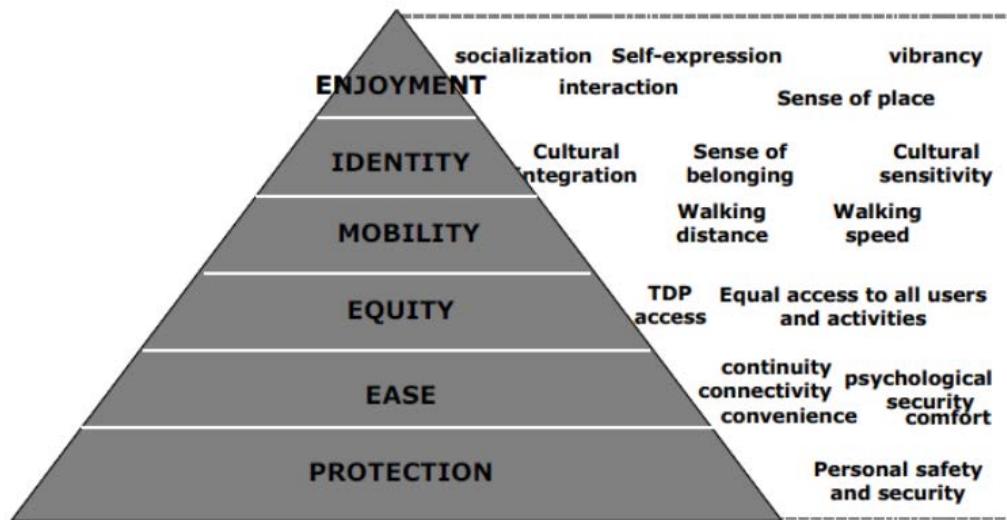 socialization Self-expression vibrancy
ENJOYMENT
interaction
Sense of place
IDENTITY
Cultural
integration
Sense of
belonging
Cultural
sensitivity
MOBILITY
Walking
distance
Walking
speed
EQUITY
TDP
access
Equal access to all users
and activities
EASE
continuity
connectivity
convenience
psychological
security
comfort
PROTECTION
Personal safety
and security